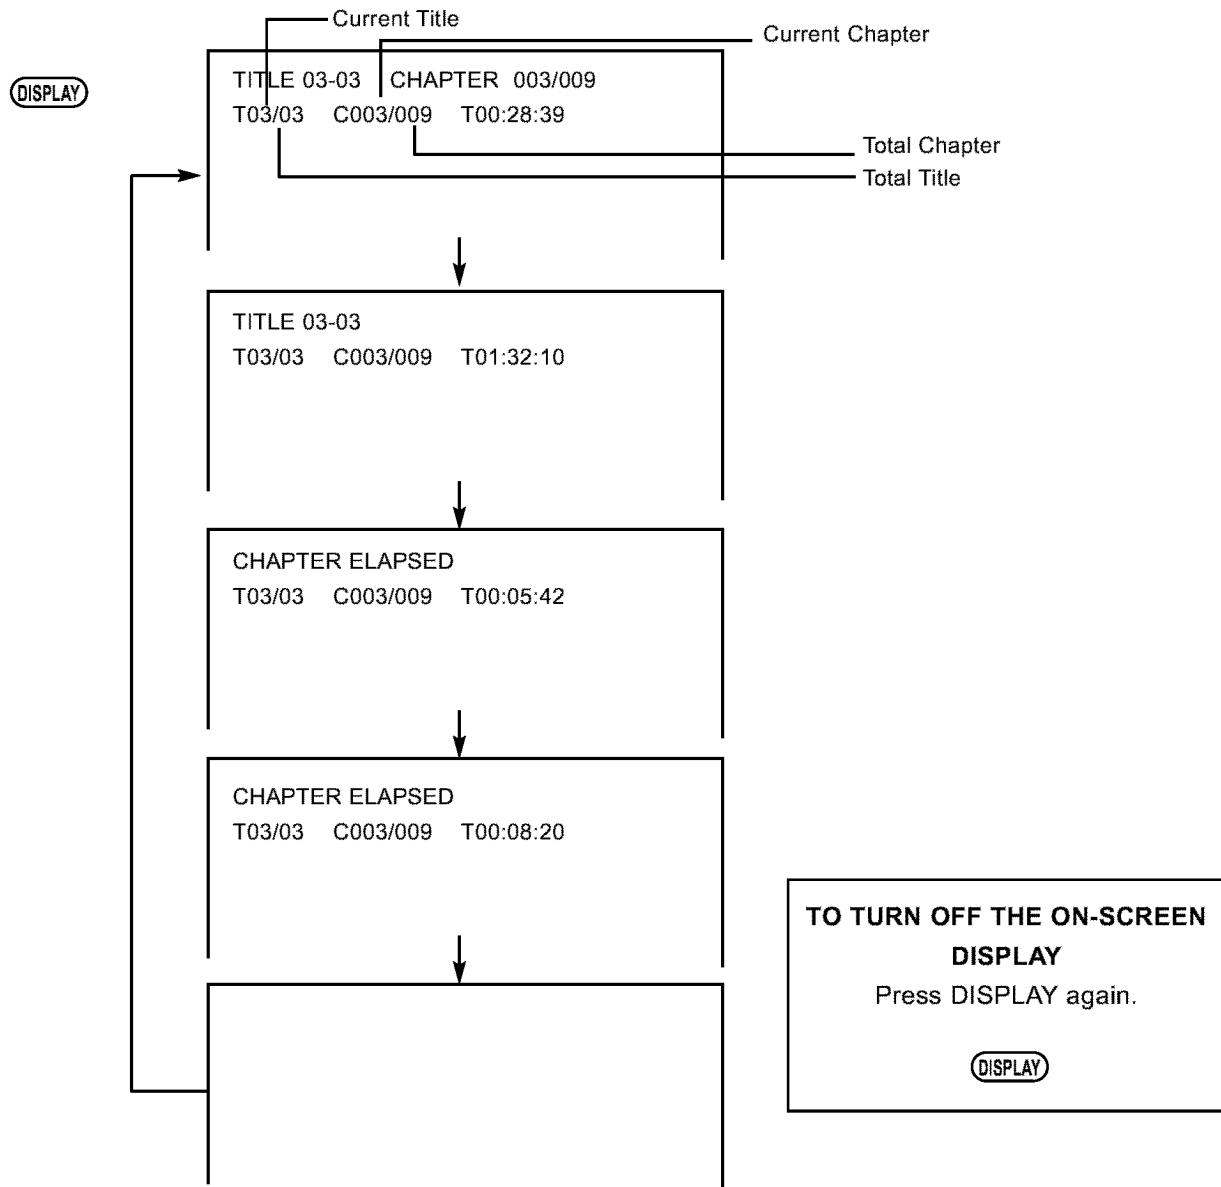 Current Title
Current Chapter
DISPLAY
TITLE 03-03 CHAPTER 003/009
T03/03 C003/009 T00:28:39
Total Chapter
Total Title
TITLE 03-03
T03/03 C003/009 T01:32:10
CHAPTER ELAPSED
T03/03 C003/009 T00:05:42
CHAPTER ELAPSED
T03/03 C003/009 T00:08:20
TO TURN OFF THE ON-SCREEN
DISPLAY
Press DISPLAY again.
DISPLAY